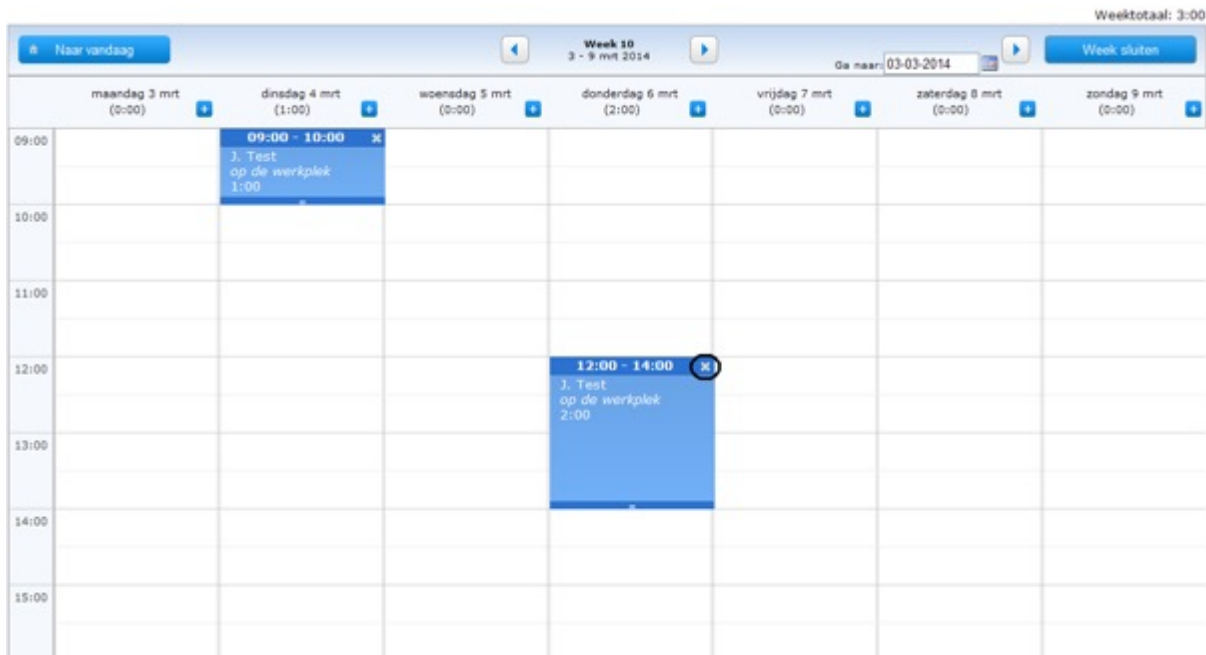 Weektotaal: 3:00
Naar vandaag
Week 10
3 - 9 mrt 2014
Ga naar: 03-03-2014
Week sluiten
maandag 3 mrt
(0:00)
dinsdag 4 mrt
(1:00)
woensdag 5 mrt
(0:00)
donderdag 6 mrt
(2:00)
vrijdag 7 mrt
(0:00)
zaterdag 8 mrt
(0:00)
zondag 9 mrt
(0:00)
09:00
09:00 - 10:00
J. Test
op de werkplek
1:00
10:00
11:00
12:00
12:00 - 14:00
J. Test
op de werkplek
2:00
13:00
14:00
15:00